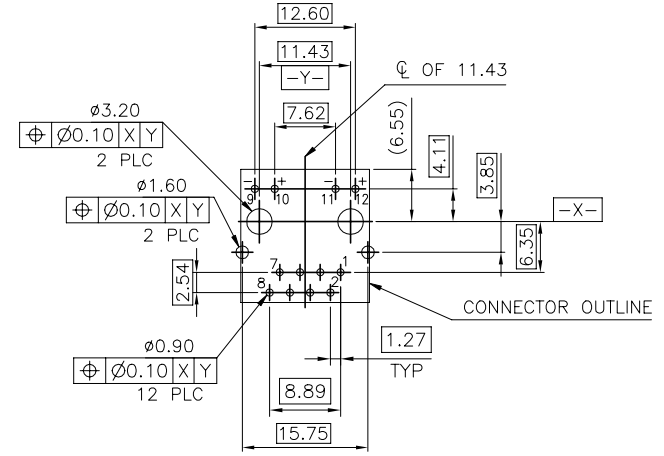 12.60
11.43
-Y-
℄ OF 11.43
7.62
(6.55)
4.11
3.85
ø3.20
⌖ Ø0.10 X Y
2 PLC
- + - +
9 10 11 12
ø1.60
⌖ Ø0.10 X Y
2 PLC
-X-
6.35
7 1
2.54
8 2
CONNECTOR OUTLINE
ø0.90
⌖ Ø0.10 X Y
12 PLC
1.27
TYP
8.89
15.75